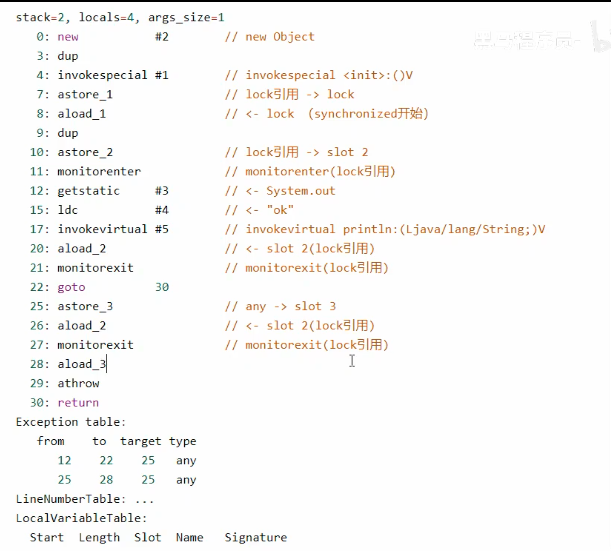 stack=2, locals=4, args_size=1
0: new #2 // new Object
3: dup
4: invokespecial #1 // invokespecial <init>:()V
7: astore_1 // lock引用 -> lock
8: aload_1 // <- lock (synchronized开始)
9: dup
10: astore_2 // lock引用 -> slot 2
11: monitorenter // monitorenter(lock引用)
12: getstatic #3 // <- System.out
15: ldc #4 // <- "ok"
17: invokevirtual #5 // invokevirtual println:(Ljava/lang/String;)V
20: aload_2 // <- slot 2(lock引用)
21: monitorexit // monitorexit(lock引用)
22: goto 30
25: astore_3 // any -> slot 3
26: aload_2 // <- slot 2(lock引用)
27: monitorexit // monitorexit(lock引用)
28: aload_3
29: athrow
30: return
Exception table:
from to target type
12 22 25 any
25 28 25 any
LineNumberTable: ...
LocalVariableTable:
Start Length Slot Name Signature